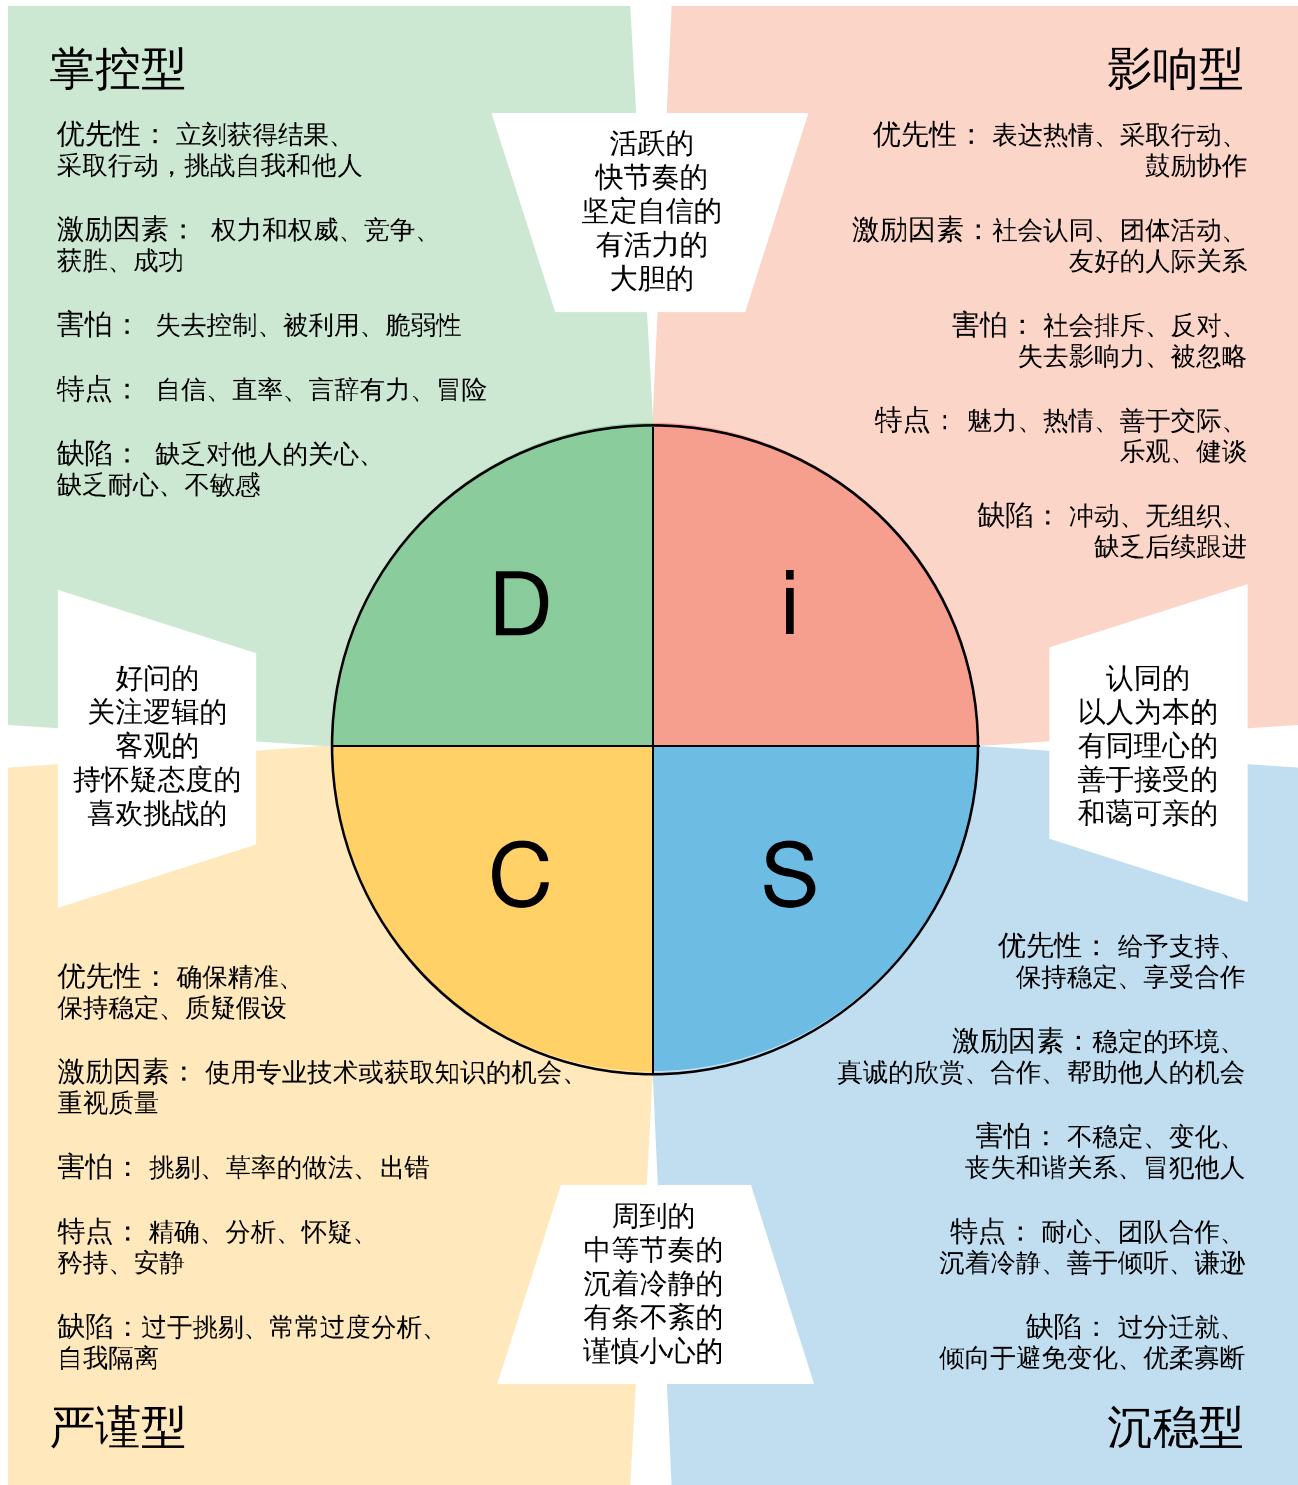 掌控型
优先性： 立刻获得结果、
采取行动，挑战自我和他人
激励因素： 权力和权威、竞争、
获胜、成功
害怕： 失去控制、被利用、脆弱性
特点： 自信、直率、言辞有力、冒险
缺陷： 缺乏对他人的关心、
缺乏耐心、不敏感
活跃的
快节奏的
坚定自信的
有活力的
大胆的
影响型
优先性： 表达热情、采取行动、
鼓励协作
激励因素：社会认同、团体活动、
友好的人际关系
害怕： 社会排斥、反对、
失去影响力、被忽略
特点： 魅力、热情、善于交际、
乐观、健谈
缺陷： 冲动、无组织、
缺乏后续跟进
D
i
C
S
好问的
关注逻辑的
客观的
持怀疑态度的
喜欢挑战的
认同的
以人为本的
有同理心的
善于接受的
和蔼可亲的
优先性： 确保精准、
保持稳定、质疑假设
激励因素： 使用专业技术或获取知识的机会、
重视质量
害怕： 挑剔、草率的做法、出错
特点： 精确、分析、怀疑、
矜持、安静
缺陷：过于挑剔、常常过度分析、
自我隔离
严谨型
周到的
中等节奏的
沉着冷静的
有条不紊的
谨慎小心的
优先性： 给予支持、
保持稳定、享受合作
激励因素：稳定的环境、
真诚的欣赏、合作、帮助他人的机会
害怕： 不稳定、变化、
丧失和谐关系、冒犯他人
特点： 耐心、团队合作、
沉着冷静、善于倾听、谦逊
缺陷： 过分迁就、
倾向于避免变化、优柔寡断
沉稳型